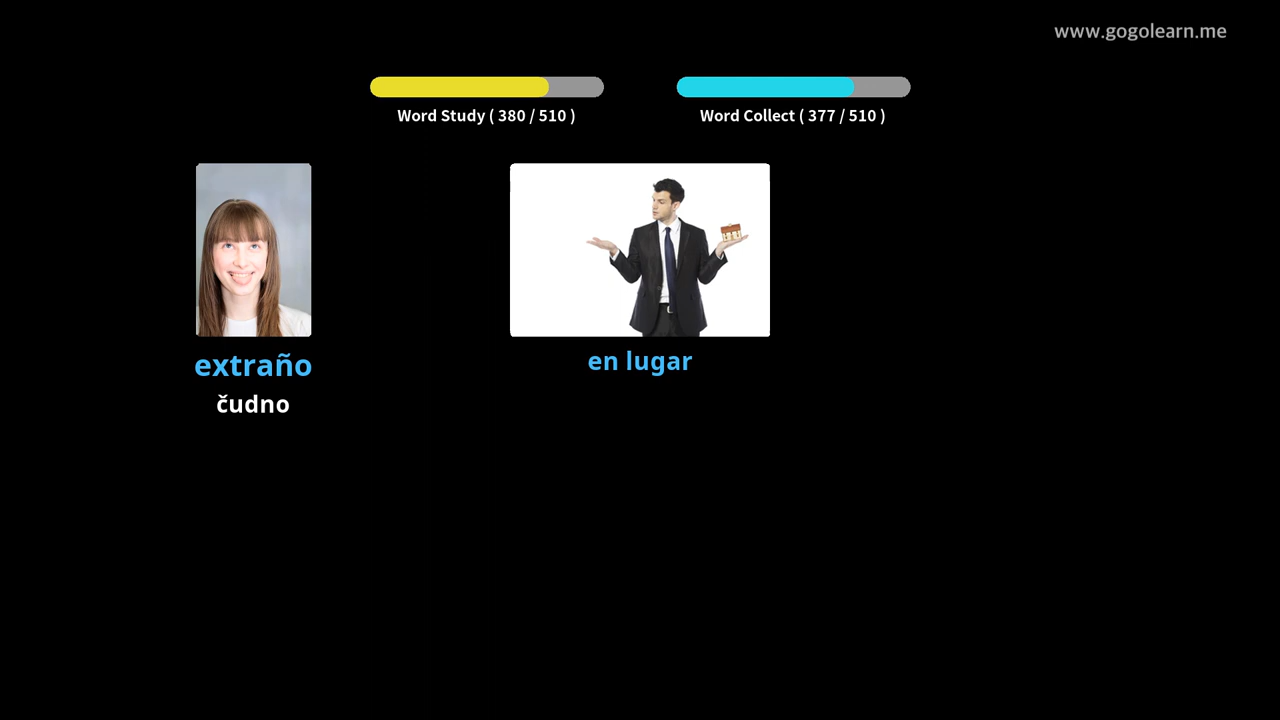 www.gogolearn.me
Word Study ( 380 / 510 )
Word Collect ( 377 / 510 )
extraño
čudno
en lugar